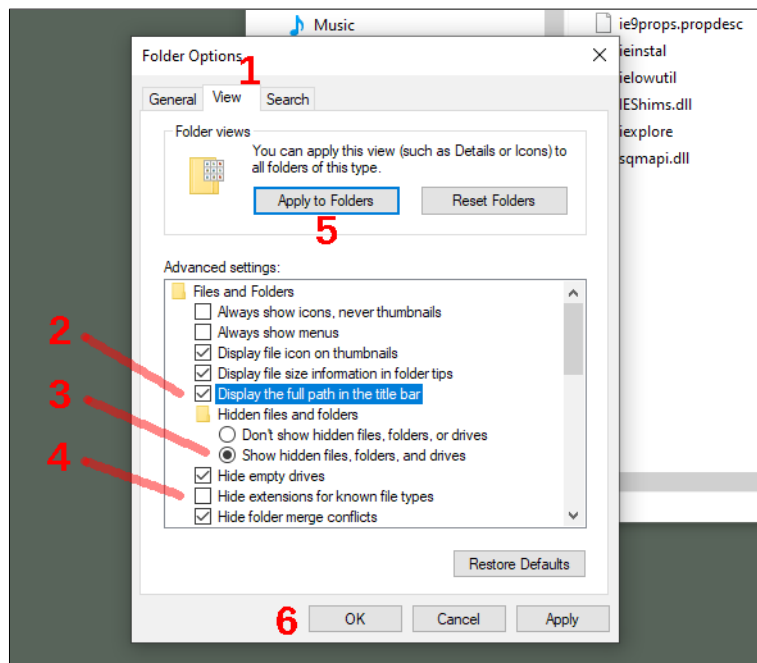 Music
ie9props.propdesc
ieinstal
ielowutil
IEShims.dll
iexplore
sqmapi.dll
Folder Options
1
General View Search
Folder views
You can apply this view (such as Details or Icons) to
all folders of this type.
Apply to Folders Reset Folders
5
Advanced settings:
Files and Folders
Always show icons, never thumbnails
Always show menus
2
Display file icon on thumbnails
Display file size information in folder tips
Display the full path in the title bar
3
Hidden files and folders
Don't show hidden files, folders, or drives
Show hidden files, folders, and drives
4
Hide empty drives
Hide extensions for known file types
Hide folder merge conflicts
Restore Defaults
6
OK Cancel Apply